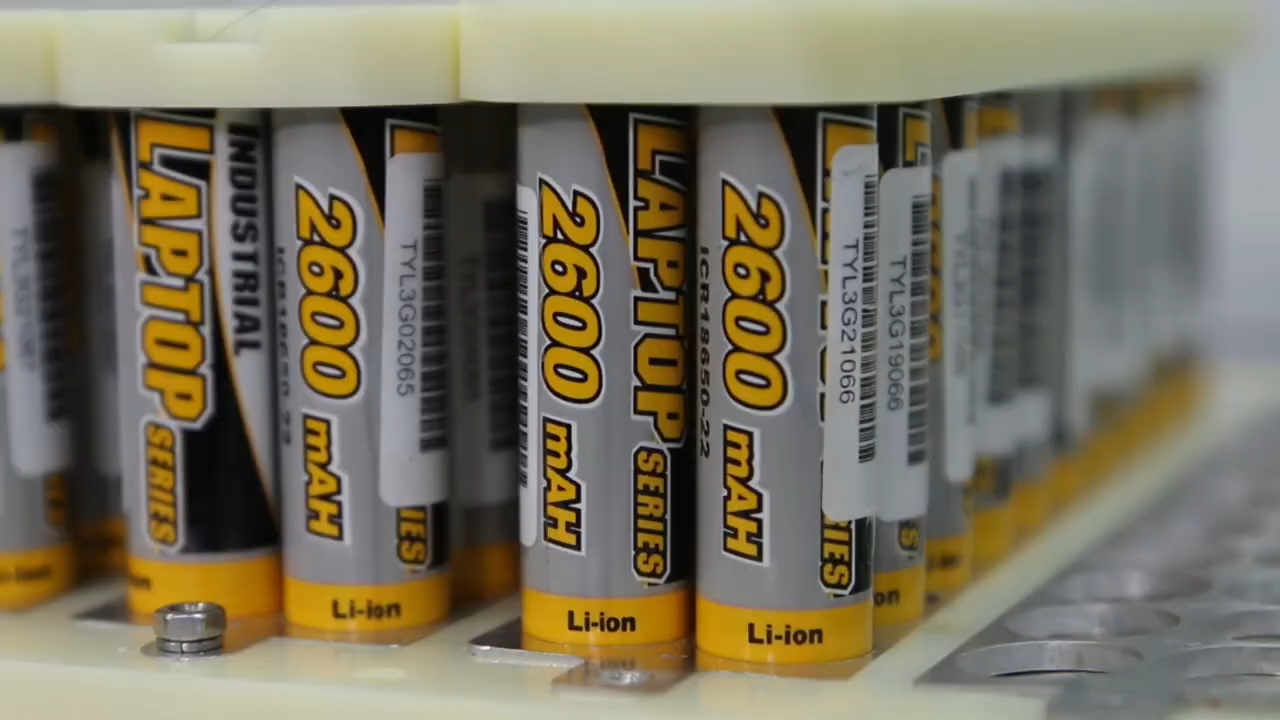 LAPTOP SERIES
INDUSTRIAL
2600 mAH
TYL3G02065
IES
Li-ion
2600 mAH
LAPTOP SERIES
Li-ion
ICR18650-22
2600 mAH
TYL3G21066
Li-ion
TYL3G19066